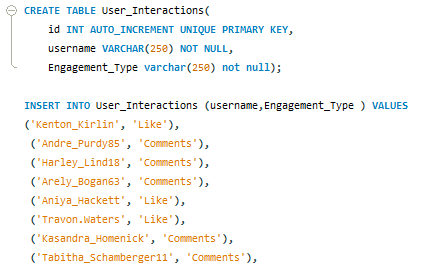 CREATE TABLE User_Interactions(
id INT AUTO_INCREMENT UNIQUE PRIMARY KEY,
username VARCHAR(250) NOT NULL,
Engagement_Type varchar(250) not null);
INSERT INTO User_Interactions (username,Engagement_Type ) VALUES
('Kenton_Kirlin', 'Like'),
('Andre_Purdy85', 'Comments'),
('Harley_Lind18', 'Comments'),
('Arely_Bogan63', 'Comments'),
('Aniya_Hackett', 'Like'),
('Travon.Waters', 'Like'),
('Kasandra_Homenick', 'Comments'),
('Tabitha_Schamberger11', 'Comments'),